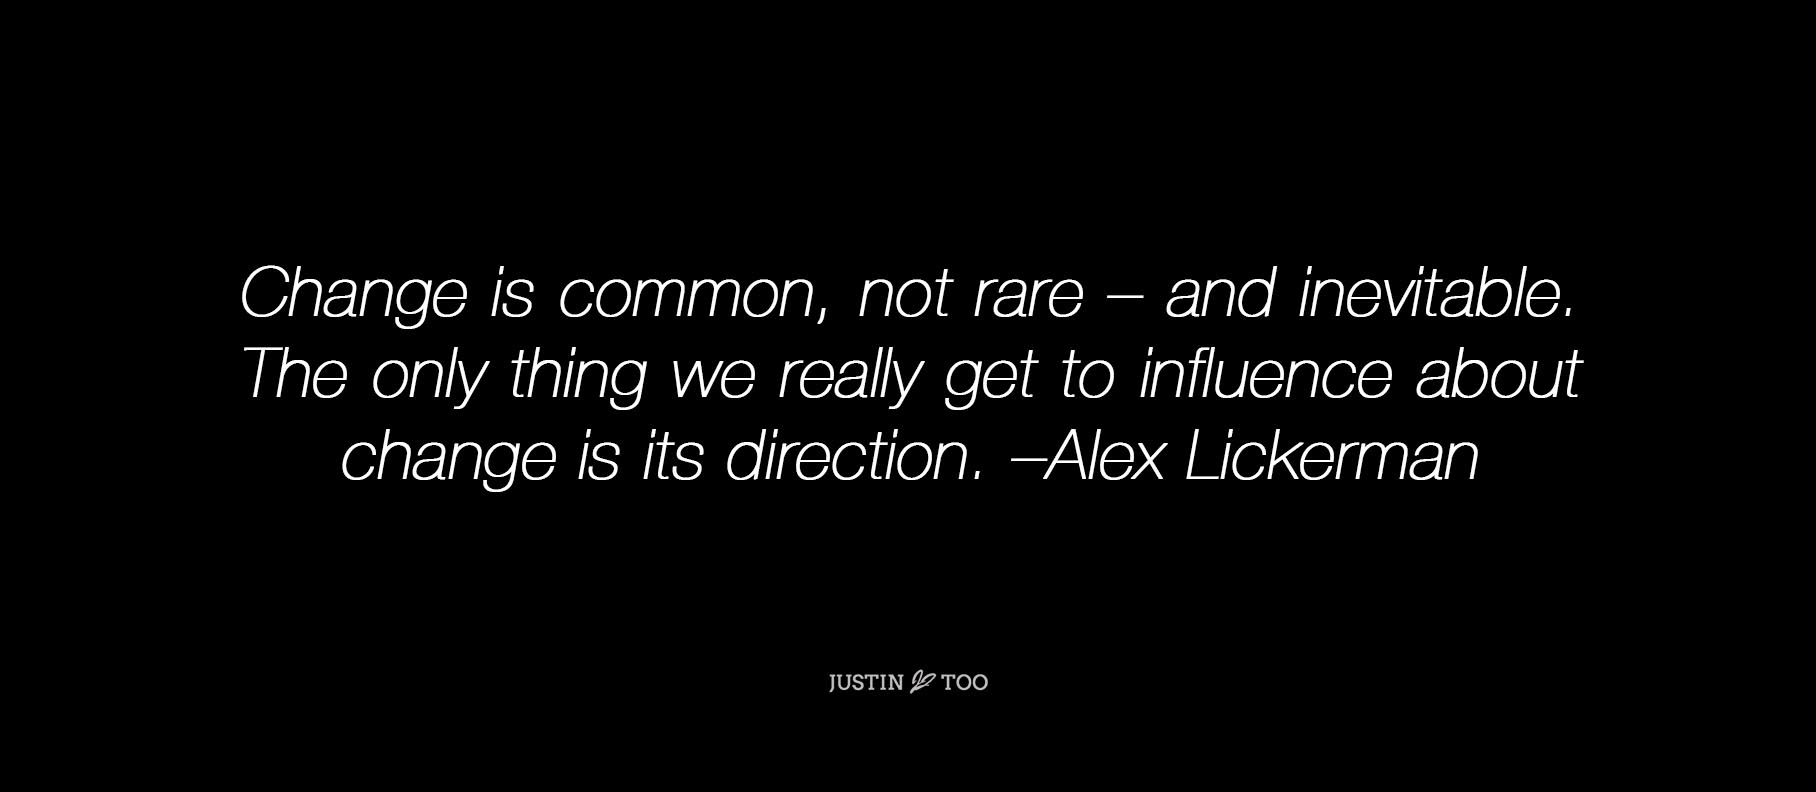 Change is common, not rare – and inevitable.
The only thing we really get to influence about
change is its direction. –Alex Lickerman
JUSTIN TOO